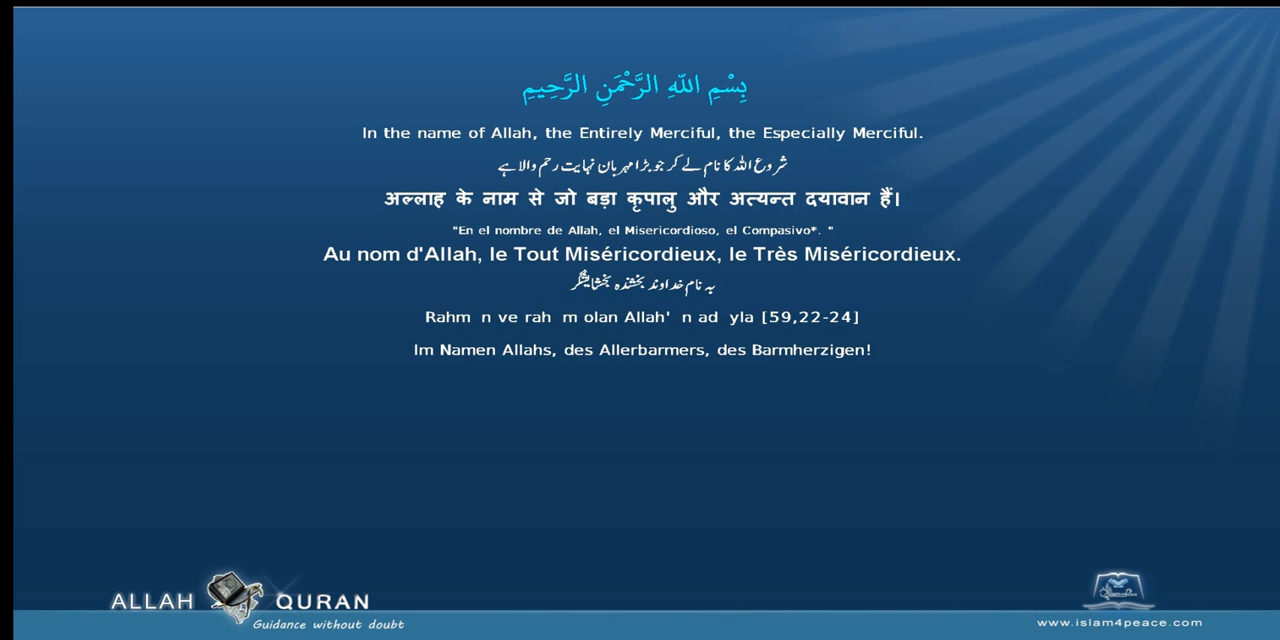 بِسْمِ اللَّهِ الرَّحْمَنِ الرَّحِيمِ
In the name of Allah, the Entirely Merciful, the Especially Merciful.
شروع الله کا نام لے کر جو بڑا مہربان نہایت رحم والا ہے
अल्लाह के नाम से जो बड़ा कृपालु और अत्यन्त दयावान हैं।
"En el nombre de Allah, el Misericordioso, el Compasivo*. "
Au nom d'Allah, le Tout Miséricordieux, le Très Miséricordieux.
به نام خداوند بخشنده بخشایشگر
Rahm n ve rah m olan Allah' n ad yla [59,22-24]
Im Namen Allahs, des Allerbarmers, des Barmherzigen!
ALLAH QURAN
Guidance without doubt
www.islam4peace.com